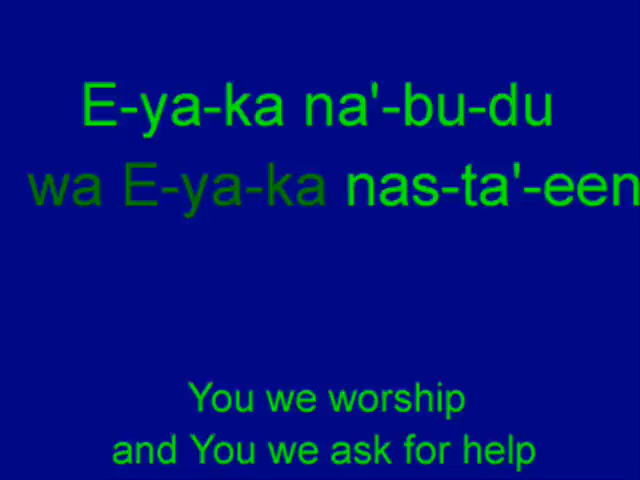 E-ya-ka na'-bu-du
wa E-ya-ka nas-ta'-een
You we worship
and You we ask for help